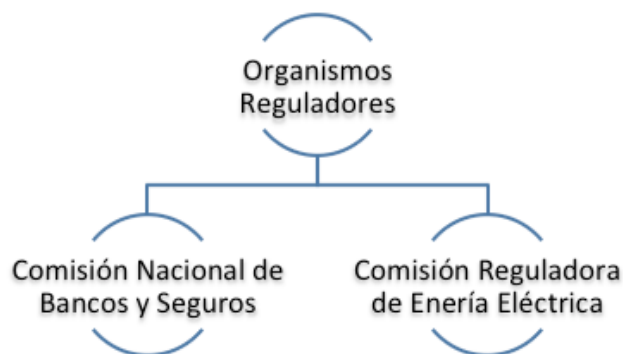 Organismos
Reguladores
Comisión Nacional de
Bancos y Seguros
Comisión Reguladora
de Enería Eléctrica